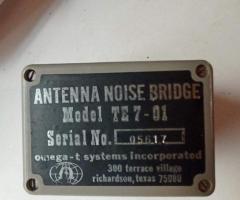 ANTENNA NOISE BRIDGE
Model TE7-01
Serial No. 05617
omega-t systems incorporated
300 terrace village
richardson, texas 75080